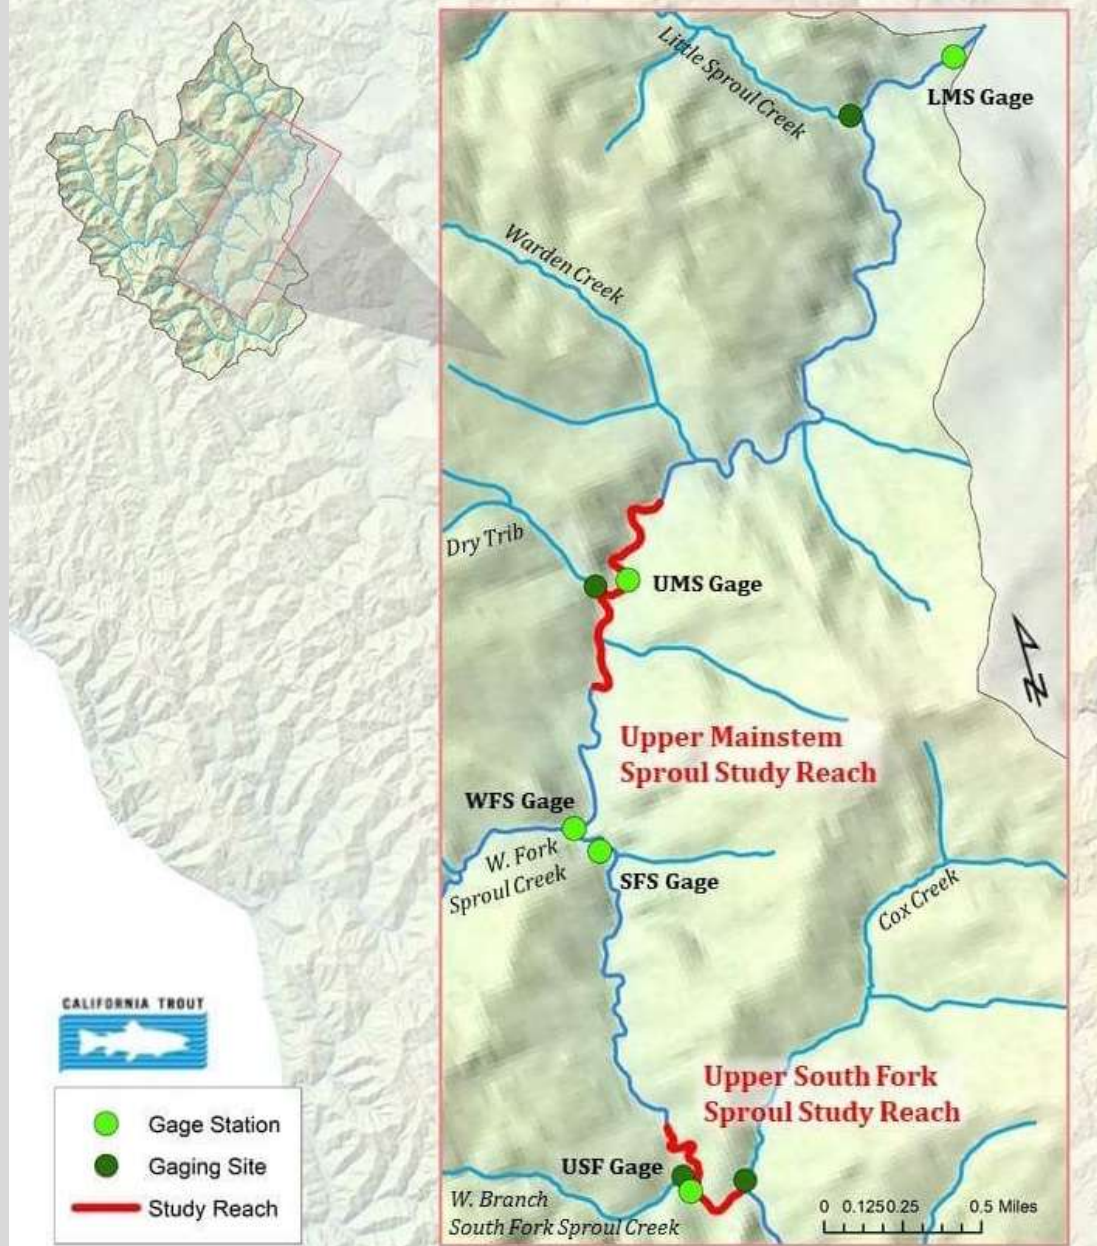 Little Sproul Creek
LMS Gage
Warden Creek
Dry Trib
UMS Gage
N
Upper Mainstem
Sproul Study Reach
WFS Gage
W. Fork
Sproul Creek
SFS Gage
Cox Creek
CALIFORNIA TROUT
Upper South Fork
Sproul Study Reach
Gage Station
Gaging Site
Study Reach
USF Gage
W. Branch
South Fork Sproul Creek
0 0.125 0.25 0.5 Miles